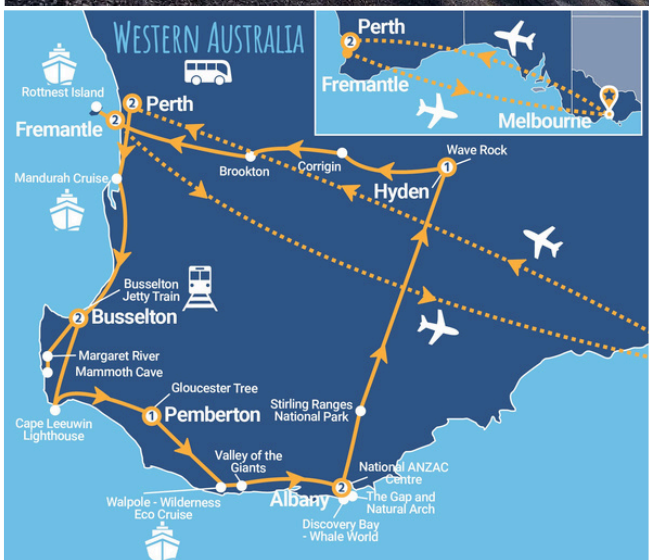 WESTERN AUSTRALIA
Perth
2
Fremantle
Melbourne
Rottnest Island
2
Perth
Fremantle
2
Wave Rock
Brookton
Corrigin
1
Hyden
Mandurah Cruise
Busselton
Jetty Train
2
Busselton
Margaret River
Mammoth Cave
Gloucester Tree
1
Pemberton
Cape Leeuwin
Lighthouse
Stirling Ranges
National Park
Valley of the
Giants
National ANZAC
Centre
Walpole - Wilderness
Eco Cruise
Albany
2
The Gap and
Natural Arch
Discovery Bay
- Whale World